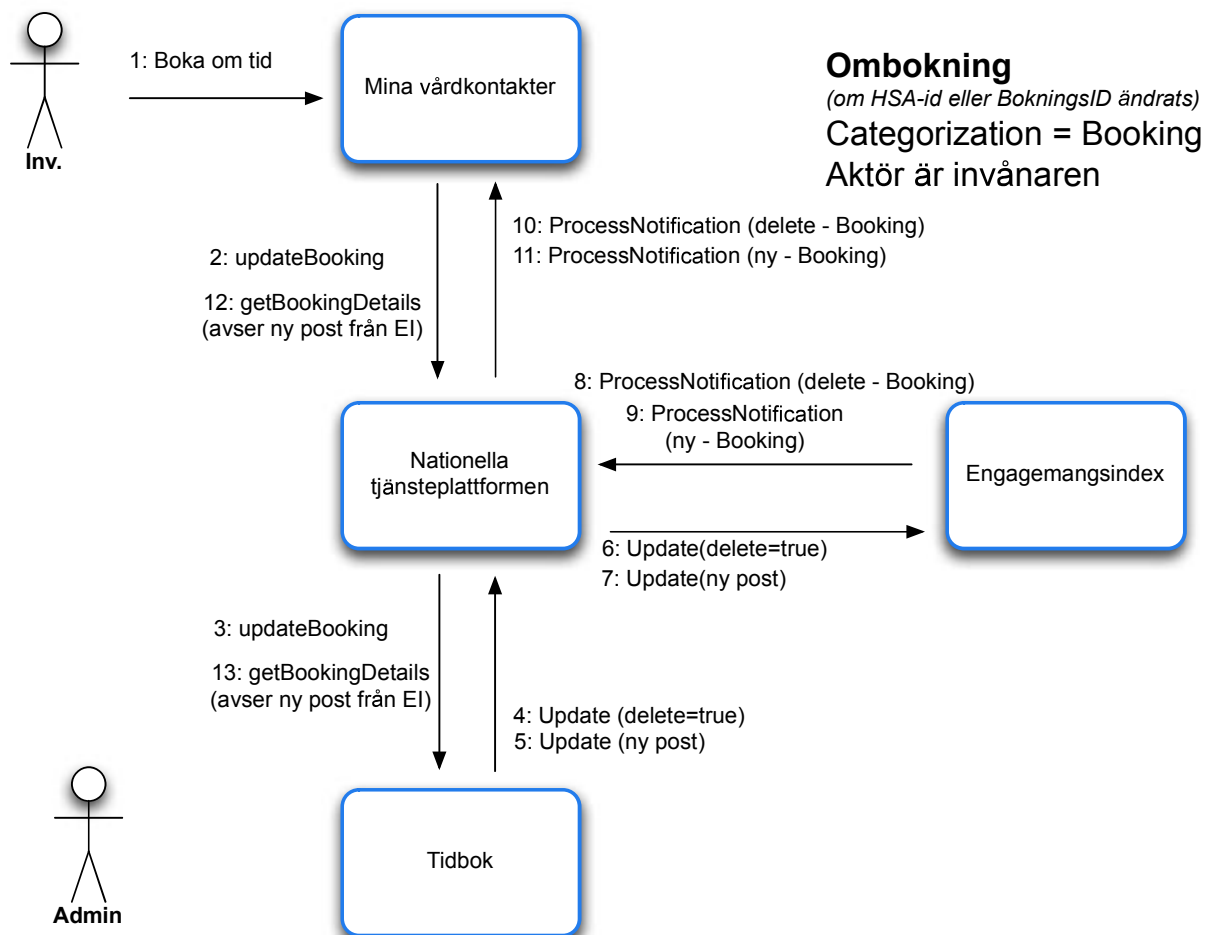 1: Boka om tid
Inv.
Mina vårdkontakter
Ombokning
(om HSA-id eller BokningsID ändrats)
Categorization = Booking
Aktör är invånaren
10: ProcessNotification (delete - Booking)
11: ProcessNotification (ny - Booking)
2: updateBooking
12: getBookingDetails
(avser ny post från EI)
8: ProcessNotification (delete - Booking)
9: ProcessNotification
(ny - Booking)
Nationella
tjänsteplattformen
Engagemangsindex
6: Update(delete=true)
7: Update(ny post)
3: updateBooking
13: getBookingDetails
(avser ny post från EI)
4: Update (delete=true)
5: Update (ny post)
Tidbok
Admin